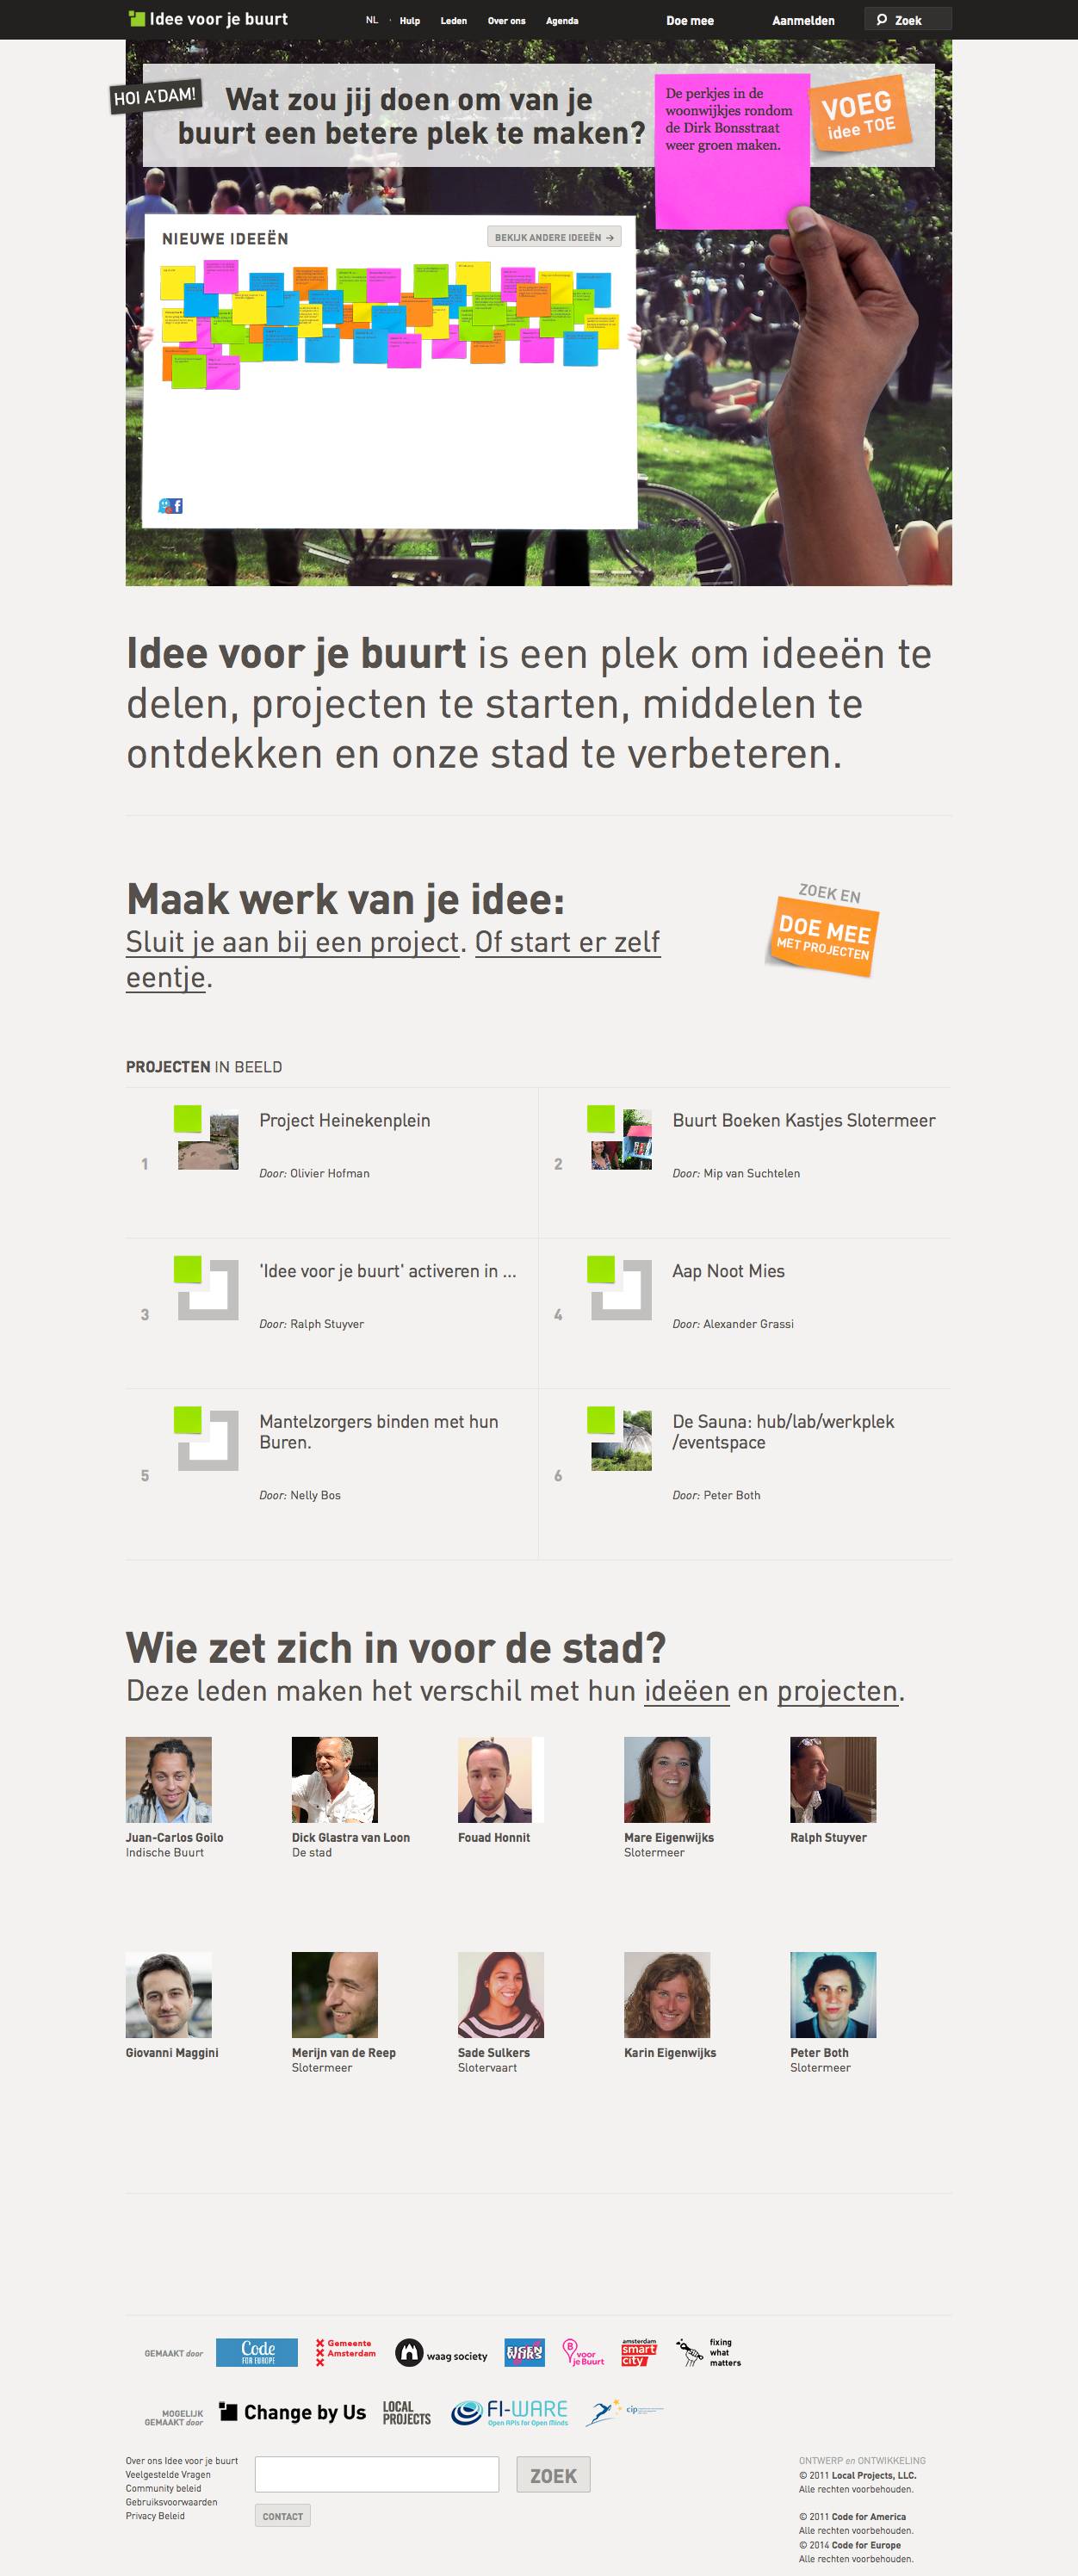 Idee voor je buurt
NL
Hulp
Leden
Over ons
Agenda
Doe mee
Aanmelden
Zoek
HOI A'DAM!
Wat zou jij doen om van je
buurt een betere plek te maken?
De perkjes in de
woonwijkjes rondom
de Dirk Bonsstraat
weer groen maken.
VOEG
idee TOE
NIEUWE IDEEËN
BEKIJK ANDERE IDEEËN →
Idee voor je buurt is een plek om ideeën te
delen, projecten te starten, middelen te
ontdekken en onze stad te verbeteren.
Maak werk van je idee:
Sluit je aan bij een project. Of start er zelf
eentje.
ZOEK EN
DOE MEE
MET PROJECTEN
PROJECTEN IN BEELD
1
Project Heinekenplein
Door: Olivier Hofman
2
Buurt Boeken Kastjes Slotermeer
Door: Mip van Suchtelen
3
'Idee voor je buurt' activeren in ...
Door: Ralph Stuyver
4
Aap Noot Mies
Door: Alexander Grassi
5
Mantelzorgers binden met hun
Buren.
Door: Nelly Bos
6
De Sauna: hub/lab/werkplek
/eventspace
Door: Peter Both
Wie zet zich in voor de stad?
Deze leden maken het verschil met hun ideëen en projecten.
Juan-Carlos Goilo
Indische Buurt
Dick Glastra van Loon
De stad
Fouad Honnit
Mare Eigenwijks
Slotermeer
Ralph Stuyver
Giovanni Maggini
Merijn van de Reep
Slotermeer
Sade Sulkers
Slotervaart
Karin Eigenwijks
Peter Both
Slotermeer
GEMAAKT door
Code
FOR EUROPE
Gemeente
Amsterdam
waag society
EIGEN
WIJKS
B
voor
jeBuurt
amsterdam
smart
city
fixing
what
matters
MOGELIJK
GEMAAKT door
Change by Us
LOCAL
PROJECTS
FI-WARE
Open APIs for Open Minds
cip
Over ons Idee voor je buurt
Veelgestelde Vragen
Community beleid
Gebruiksvoorwaarden
Privacy Beleid
ZOEK
CONTACT
ONTWERP en ONTWIKKELING
© 2011 Local Projects, LLC.
Alle rechten voorbehouden.
© 2011 Code for America
Alle rechten voorbehouden.
© 2014 Code for Europe
Alle rechten voorbehouden.